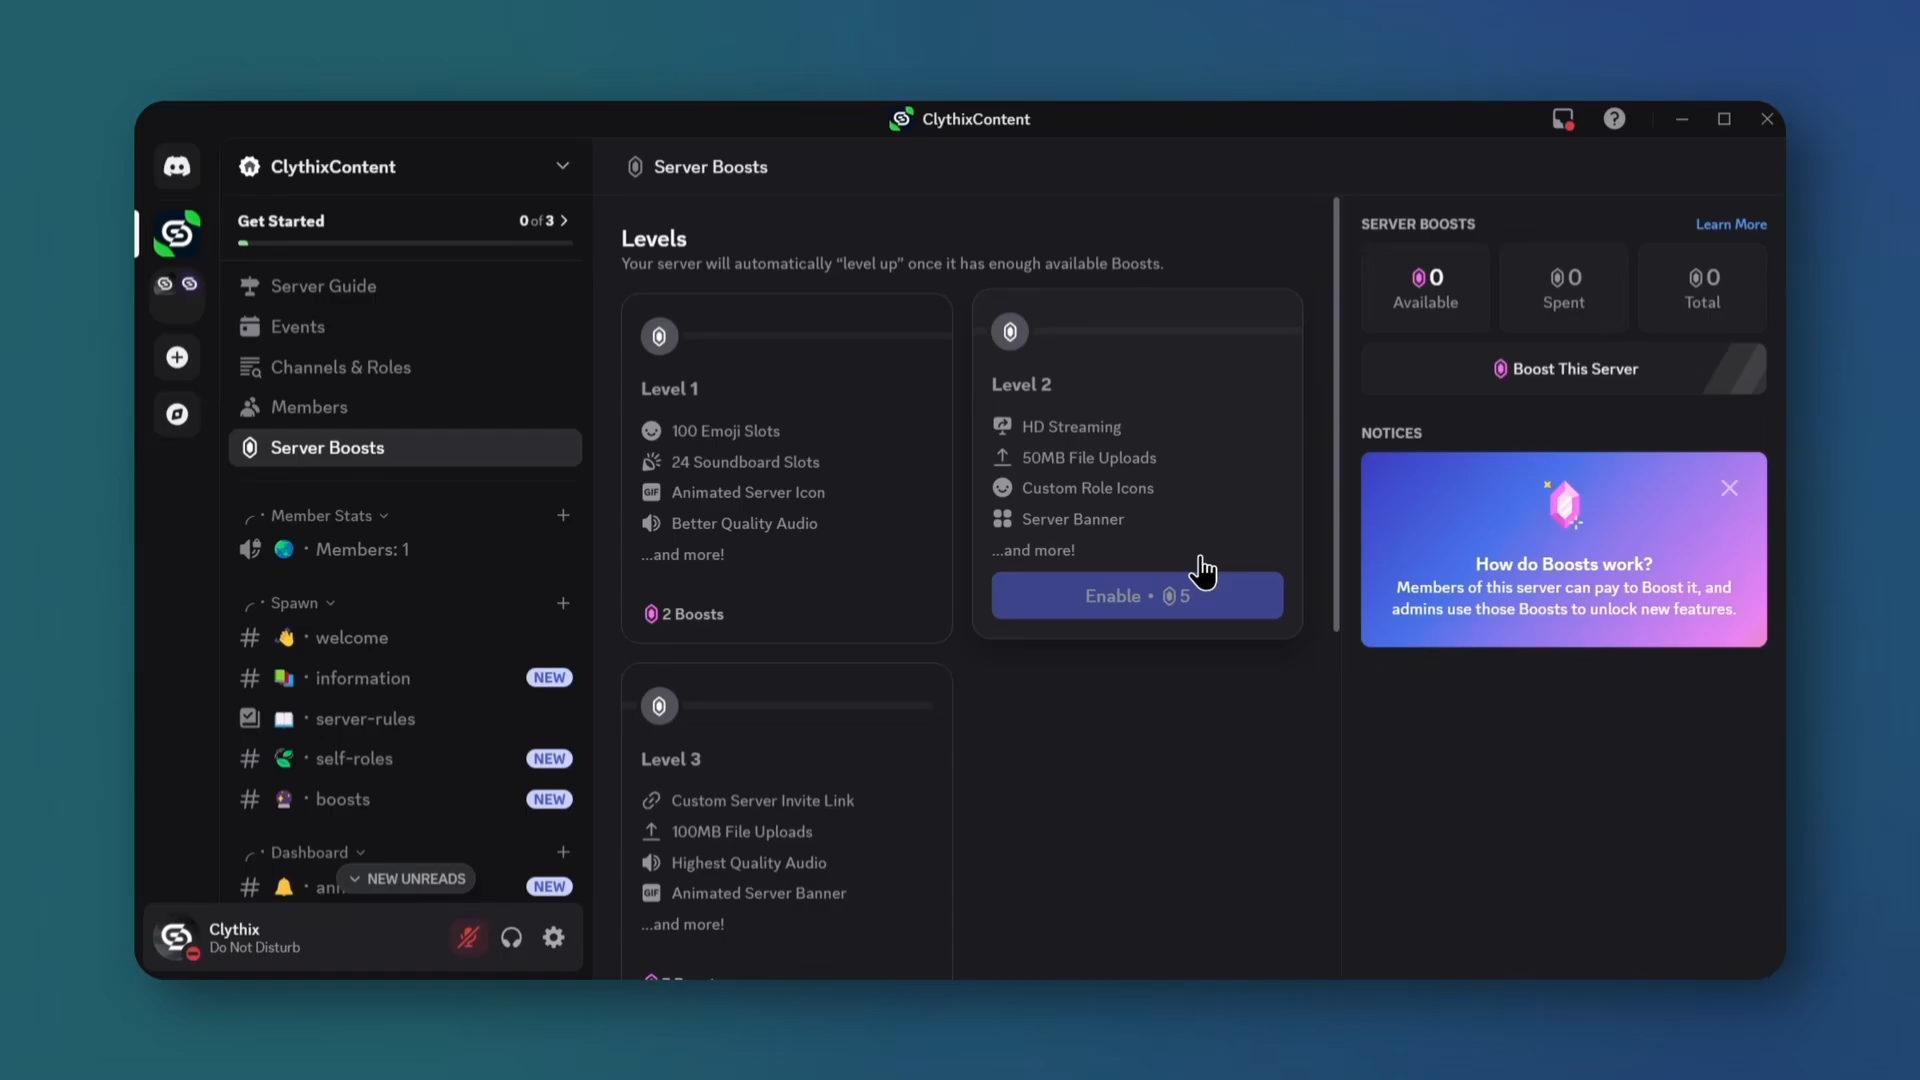 ClythixContent
ClythixContent
Get Started
0 of 3
Server Guide
Events
Channels & Roles
Members
Server Boosts
Member Stats
Members: 1
Spawn
welcome
information
NEW
server-rules
self-roles
NEW
boosts
NEW
Dashboard
NEW UNREADS
NEW
Clythix
Do Not Disturb
Server Boosts
Levels
Your server will automatically “level up” once it has enough available Boosts.
Level 1
100 Emoji Slots
24 Soundboard Slots
GIF Animated Server Icon
Better Quality Audio
...and more!
2 Boosts
Level 2
HD Streaming
50MB File Uploads
Custom Role Icons
Server Banner
...and more!
Enable • 5
Level 3
Custom Server Invite Link
100MB File Uploads
Highest Quality Audio
GIF Animated Server Banner
...and more!
SERVER BOOSTS
Learn More
0
Available
0
Spent
0
Total
Boost This Server
NOTICES
How do Boosts work?
Members of this server can pay to Boost it, and
admins use those Boosts to unlock new features.